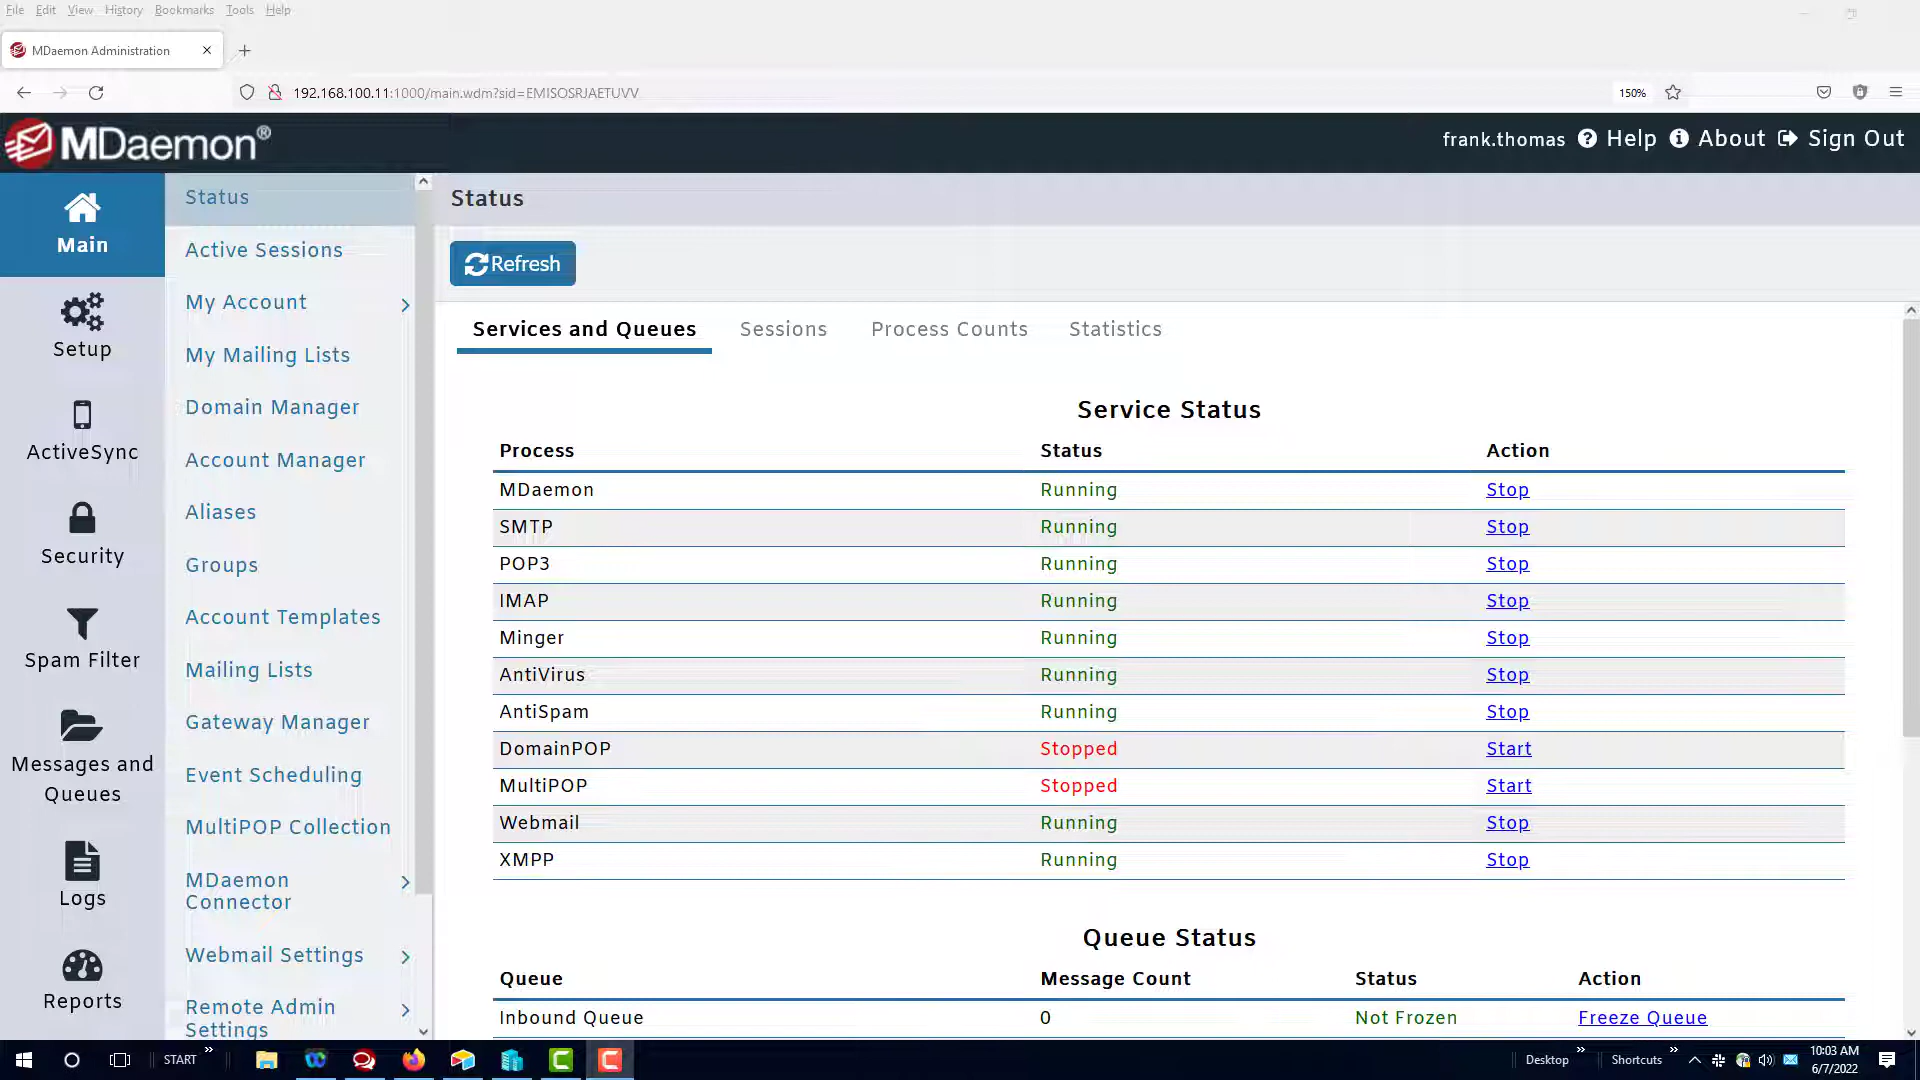 File Edit View History Bookmarks Tools Help
MDaemon Administration
192.168.100.11:1000/main.wdm?sid=EMISOSRJAETUVV
150%
MDaemon®
frank.thomas Help About Sign Out
Main
Setup
ActiveSync
Security
Spam Filter
Messages and
Queues
Logs
Reports
Status
Active Sessions
My Account
My Mailing Lists
Domain Manager
Account Manager
Aliases
Groups
Account Templates
Mailing Lists
Gateway Manager
Event Scheduling
MultiPOP Collection
MDaemon
Connector
Webmail Settings
Remote Admin
Settings
Status
Refresh
Services and Queues Sessions Process Counts Statistics
Service Status
Process Status Action
MDaemon Running Stop
SMTP Running Stop
POP3 Running Stop
IMAP Running Stop
Minger Running Stop
AntiVirus Running Stop
AntiSpam Running Stop
DomainPOP Stopped Start
MultiPOP Stopped Start
Webmail Running Stop
XMPP Running Stop
Queue Status
Queue Message Count Status Action
Inbound Queue 0 Not Frozen Freeze Queue
START Desktop Shortcuts 10:03 AM
6/7/2022